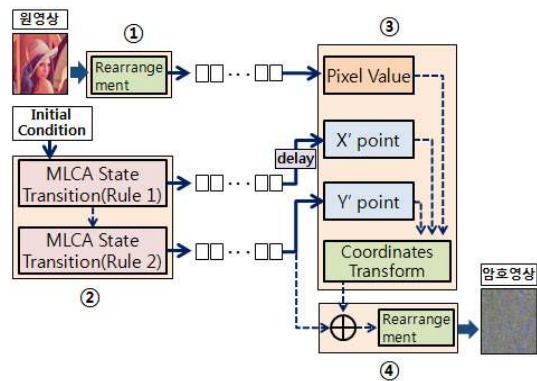 원영상
①
Rearrange
ment
Initial
Condition
MLCA State
Transition(Rule 1)
MLCA State
Transition(Rule 2)
②
delay
③
Pixel Value
X' point
Y' point
Coordinates
Transform
Rearrange
ment
④
암호영상